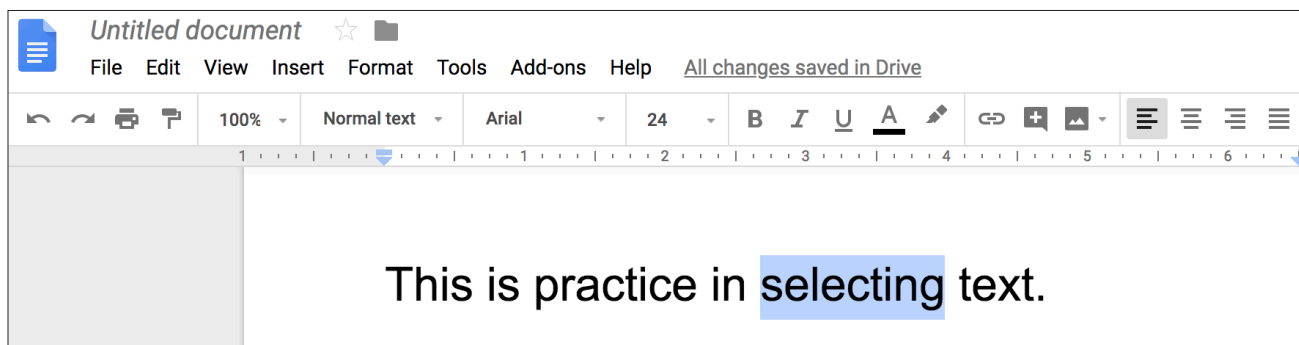 Untitled document
File Edit View Insert Format Tools Add-ons Help All changes saved in Drive
100% Normal text Arial 24 B I U A
1 1 2 3 4 5 6
This is practice in selecting text.